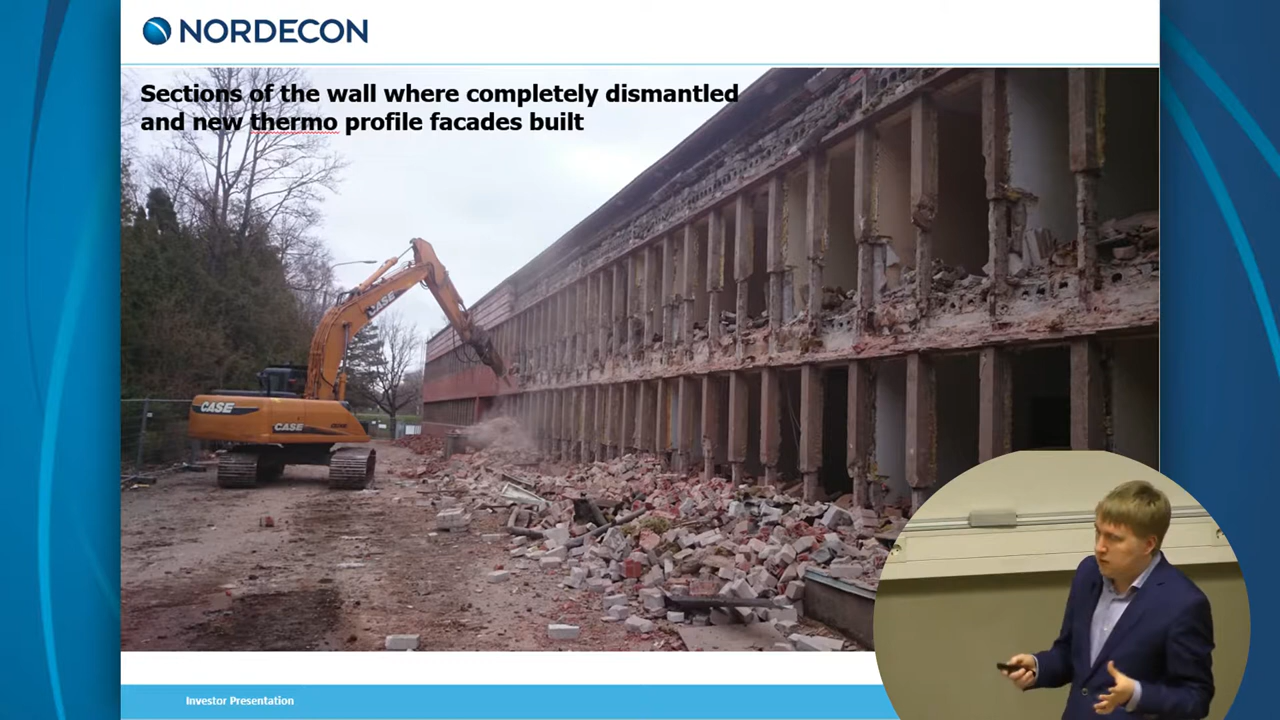 NORDECON
Sections of the wall where completely dismantled
and new thermo profile facades built
CASE
CASE
CASE
Investor Presentation